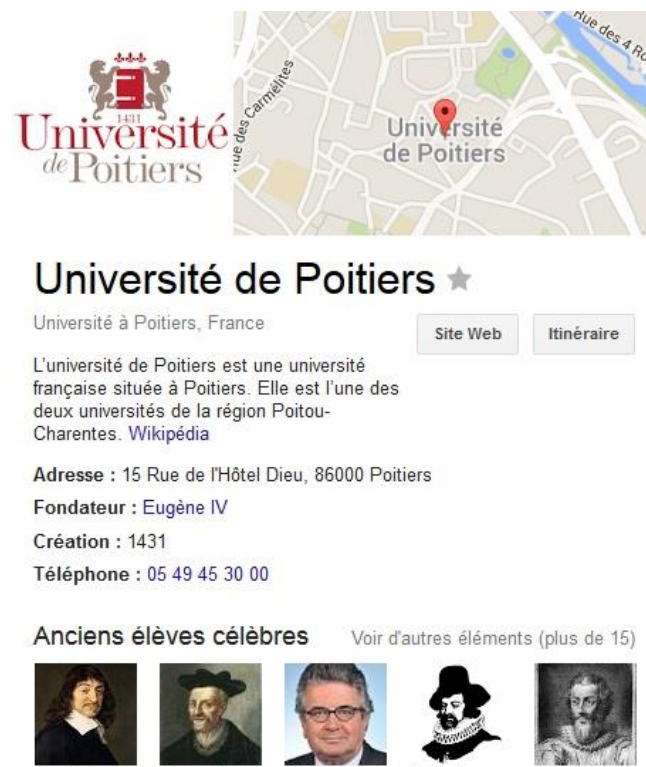 1431
Université
de Poitiers
rue des Carmélites
Rue des 4 Ro
Université
de Poitiers
Université de Poitiers
Université à Poitiers, France
Site Web
Itinéraire
L'université de Poitiers est une université
française située à Poitiers. Elle est l'une des
deux universités de la région Poitou-
Charentes. Wikipédia
Adresse : 15 Rue de l'Hôtel Dieu, 86000 Poitiers
Fondateur : Eugène IV
Création : 1431
Téléphone : 05 49 45 30 00
Anciens élèves célèbres
Voir d'autres éléments (plus de 15)